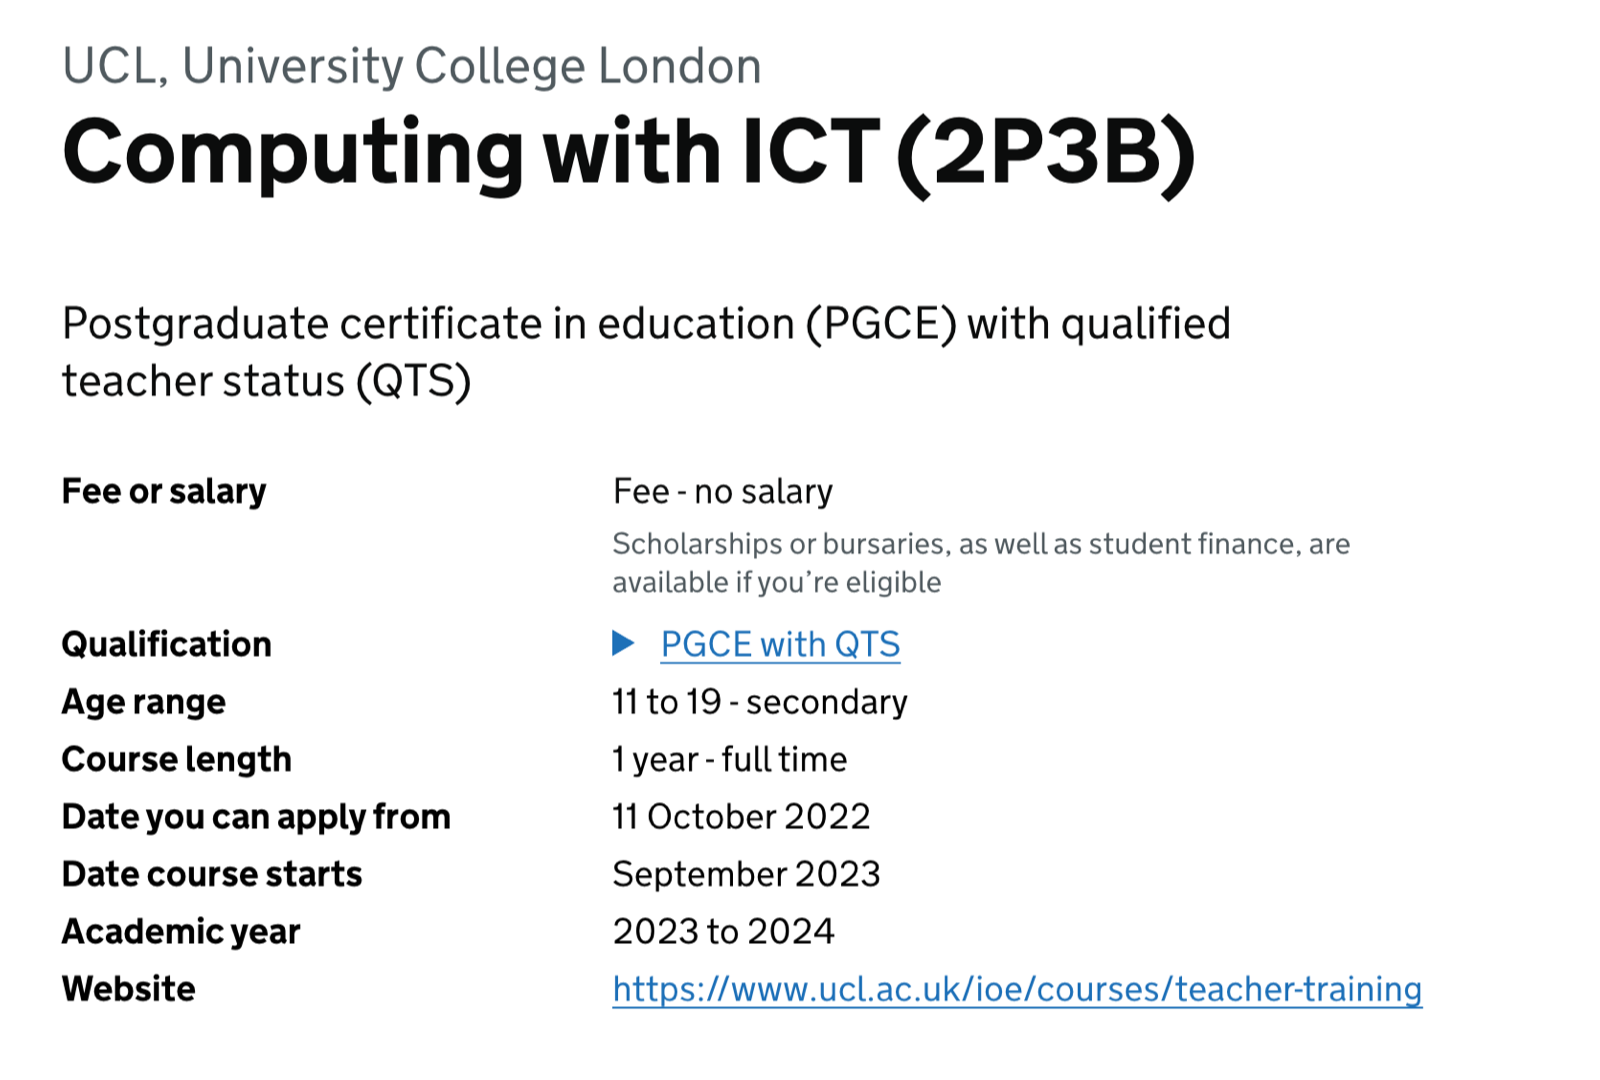 UCL, University College London
Computing with ICT (2P3B)
Postgraduate certificate in education (PGCE) with qualified
teacher status (QTS)
Fee or salary Fee - no salary
Scholarships or bursaries, as well as student finance, are
available if you’re eligible
Qualification PGCE with QTS
Age range 11 to 19 - secondary
Course length 1 year - full time
Date you can apply from 11 October 2022
Date course starts September 2023
Academic year 2023 to 2024
Website https://www.ucl.ac.uk/ioe/courses/teacher-training